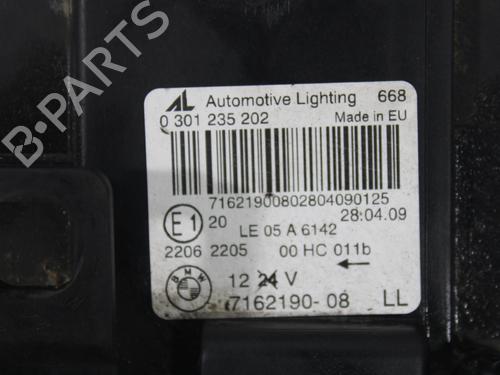 AL Automotive Lighting 668
0 301 235 202 Made in EU
71621900802804090125
E1 20 28.04.09
LE 05 A 6142
2206 2205 00 HC 011b
BMW 12 24 V
7162190-08 LL
B-PARTS